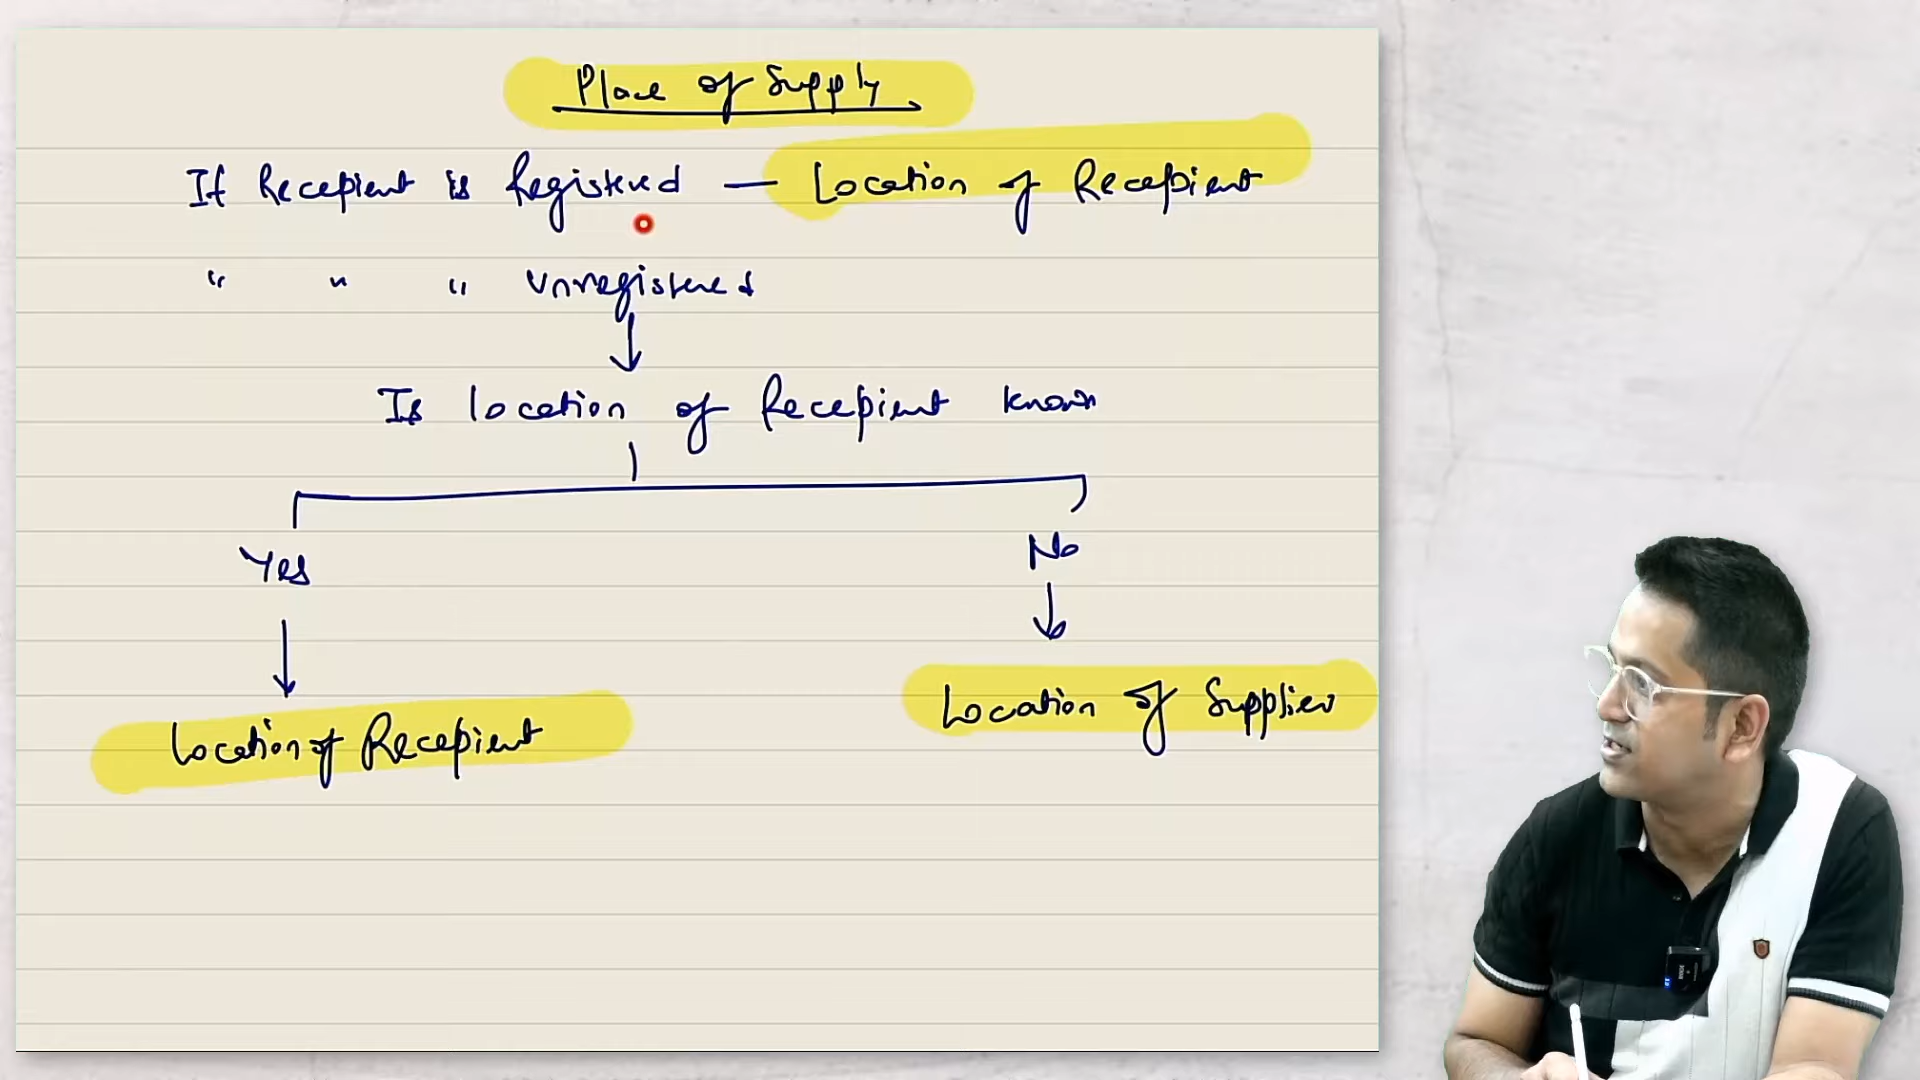 Place of Supply
If Recepient is Registered — Location of Recepient
" " " Unregistered
Is location of Recepient known
Yes
No
Location of Recepient
Location of Supplier